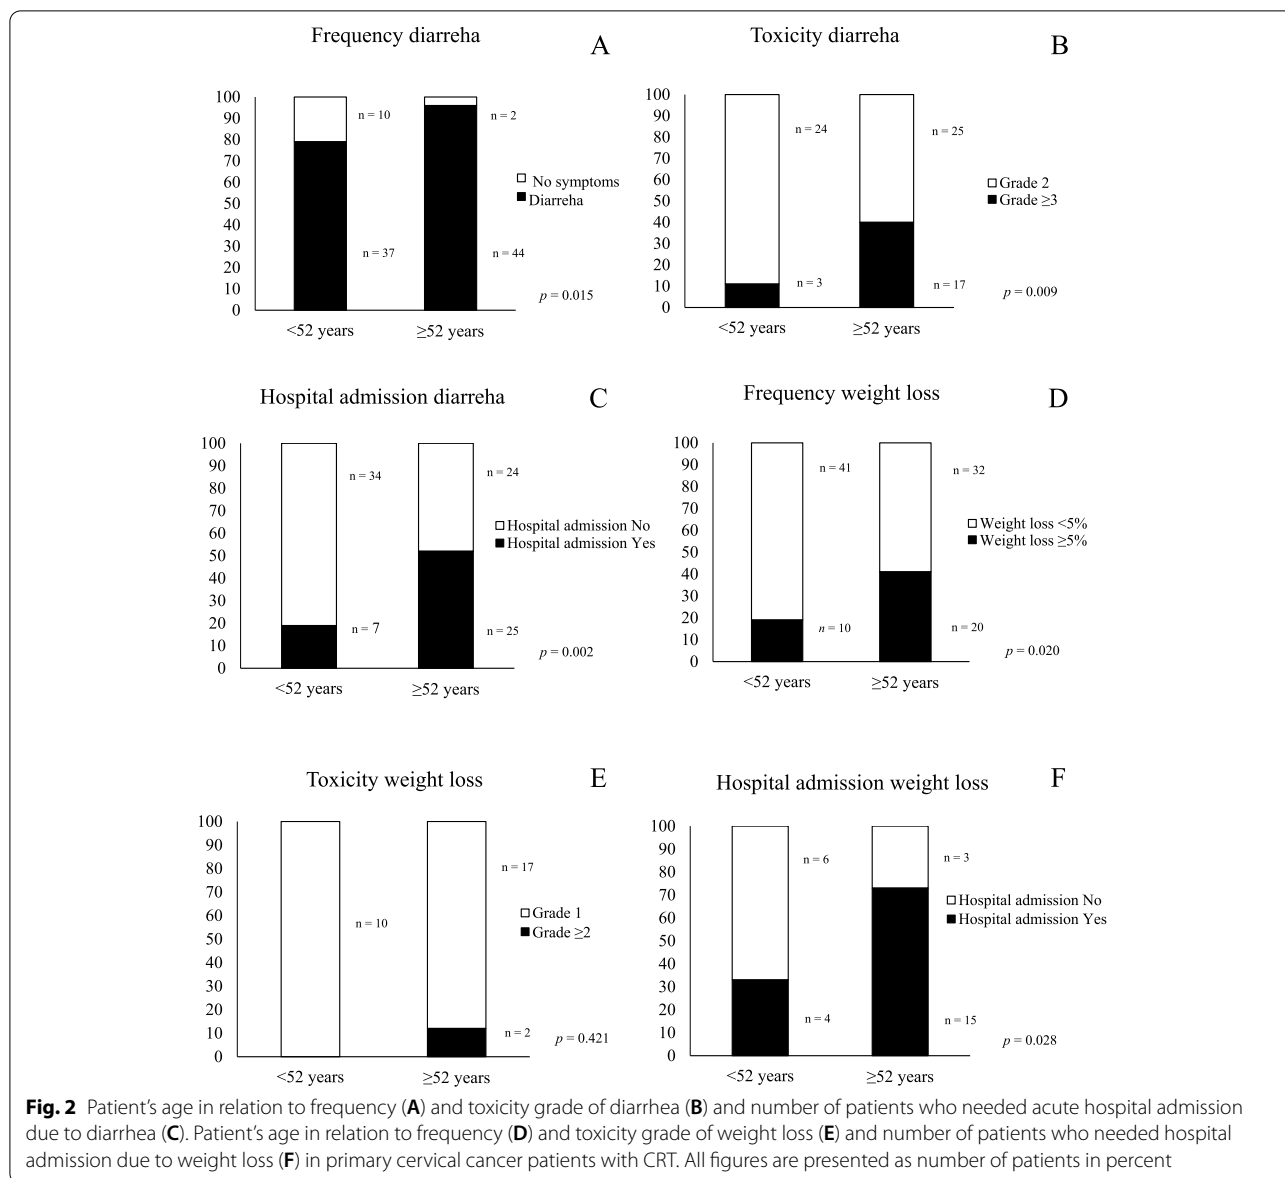 Frequency diarreha
A
100
90
80
70
60
50
40
30
20
10
0
n = 10
n = 2
No symptoms
Diarreha
n = 37
n = 44
p = 0.015
<52 years
≥52 years
Toxicity diarreha
B
100
90
80
70
60
50
40
30
20
10
0
n = 24
n = 25
Grade 2
Grade ≥3
n = 3
n = 17
p = 0.009
<52 years
≥52 years
Hospital admission diarreha
C
100
90
80
70
60
50
40
30
20
10
0
n = 34
n = 24
Hospital admission No
Hospital admission Yes
n = 7
n = 25
p = 0.002
<52 years
≥52 years
Frequency weight loss
D
100
90
80
70
60
50
40
30
20
10
0
n = 41
n = 32
Weight loss <5%
Weight loss ≥5%
n = 10
n = 20
p = 0.020
<52 years
≥52 years
Toxicity weight loss
E
100
90
80
70
60
50
40
30
20
10
0
n = 17
n = 10
Grade 1
Grade ≥2
n = 2
p = 0.421
<52 years
≥52 years
Hospital admission weight loss
F
100
90
80
70
60
50
40
30
20
10
0
n = 6
n = 3
Hospital admission No
Hospital admission Yes
n = 4
n = 15
p = 0.028
<52 years
≥52 years
Fig. 2 Patient's age in relation to frequency (A) and toxicity grade of diarrhea (B) and number of patients who needed acute hospital admission
due to diarrhea (C). Patient's age in relation to frequency (D) and toxicity grade of weight loss (E) and number of patients who needed hospital
admission due to weight loss (F) in primary cervical cancer patients with CRT. All figures are presented as number of patients in percent